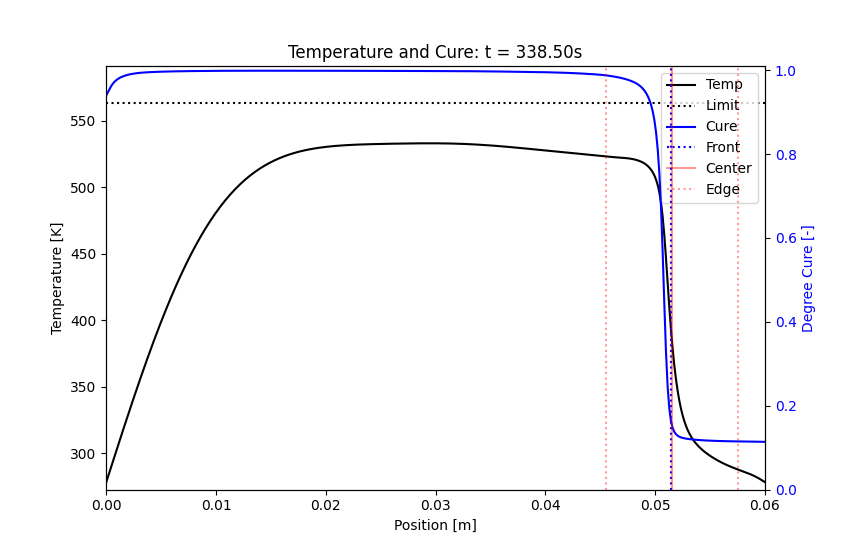 Temperature and Cure: t = 338.50s
Temp
Limit
Cure
Front
Center
Edge
Temperature [K]
550
500
450
400
350
300
Degree Cure [-]
1.0
0.8
0.6
0.4
0.2
0.0
0.00 0.01 0.02 0.03 0.04 0.05 0.06
Position [m]